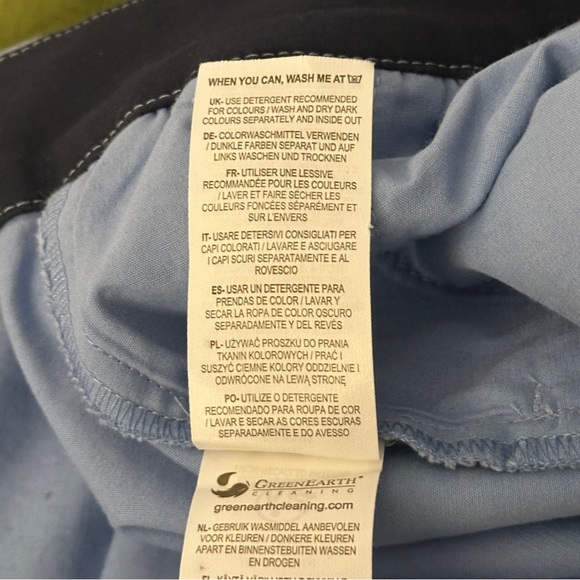 WHEN YOU CAN, WASH ME AT
UK- USE DETERGENT RECOMMENDED
FOR COLOURS / WASH AND DRY DARK
COLOURS SEPARATELY AND INSIDE OUT
DE- COLORWASCHMITTEL VERWENDEN
/ DUNKLE FARBEN SEPARAT UND AUF
LINKS WASCHEN UND TROCKNEN
FR- UTILISER UNE LESSIVE
RECOMMANDÉE POUR LES COULEURS
/ LAVER ET FAIRE SÉCHER LES
COULEURS FONCÉES SÉPARÉMENT ET
SUR L'ENVERS
IT- USARE DETERSIVI CONSIGLIATI PER
CAPI COLORATI / LAVARE E ASCIUGARE
I CAPI SCURI SEPARATAMENTE E AL
ROVESCIO
ES- USAR UN DETERGENTE PARA
PRENDAS DE COLOR / LAVAR Y
SECAR LA ROPA DE COLOR OSCURO
SEPARADAMENTE Y DEL REVÉS
PL- UŻYWAĆ PROSZKU DO PRANIA
TKANIN KOLOROWYCH / PRAĆ I
SUSZYĆ CIEMNE KOLORY ODDZIELNIE I
ODWRÓCONE NA LEWĄ STRONĘ
PO- UTILIZE O DETERGENTE
RECOMENDADO PARA ROUPA DE COR
/ LAVAR E SECAR AS CORES ESCURAS
SEPARADAMENTE E DO AVESSO
GREENEARTH
CLEANING
greenearthcleaning.com
NL- GEBRUIK WASMIDDEL AANBEVOLEN
VOOR KLEUREN / DONKERE KLEUREN
APART EN BINNENSTEBUITEN WASSEN
EN DROGEN